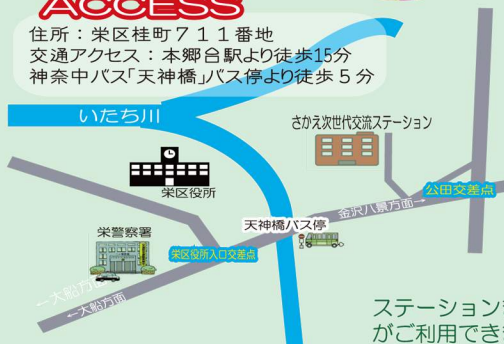 ACCESS
住所：栄区桂町７１１番地
交通アクセス：本郷台駅より徒歩15分
神奈中バス「天神橋」バス停より徒歩５分
いたち川
さかえ次世代交流ステーション
栄区役所
公田交差点
金沢八景方面→
天神橋バス停
栄警察署
栄区役所入口交差点
←大船方面
←大船方面
ステーション
がご利用でき